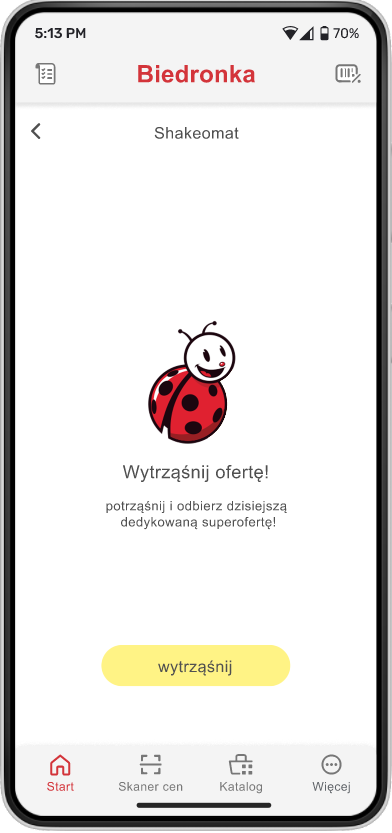 5:13 PM 70%
Biedronka
Shakeomat
Wytrząśnij ofertę!
potrząśnij i odbierz dzisiejszą
dedykowaną superofertę!
wytrząśnij
Start Skaner cen Katalog Więcej